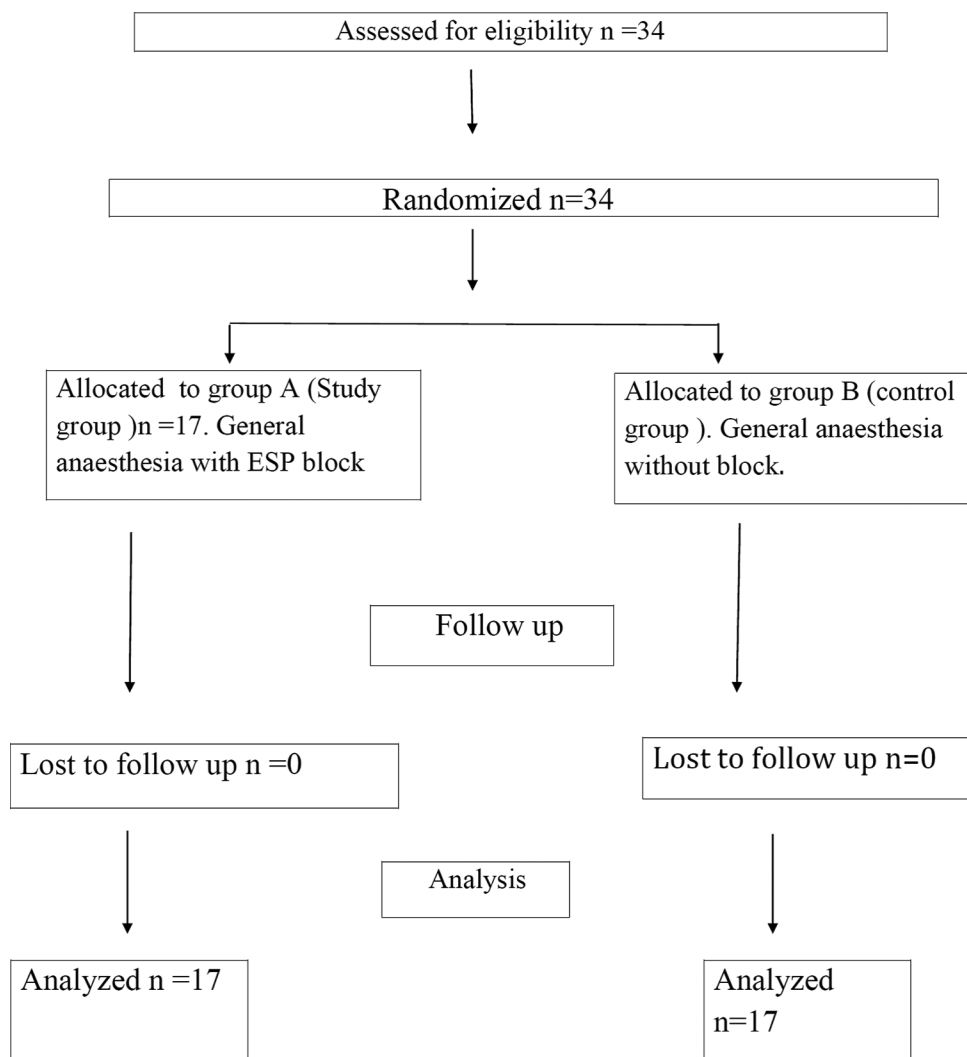 Assessed for eligibility n =34
Randomized n=34
Allocated  to group A (Study
group )n =17. General
anaesthesia with ESP block
Allocated to group B (control
group ). General anaesthesia
without block.
Follow up
Lost to follow up n =0
Lost to follow up n=0
Analysis
Analyzed n =17
Analyzed
n=17